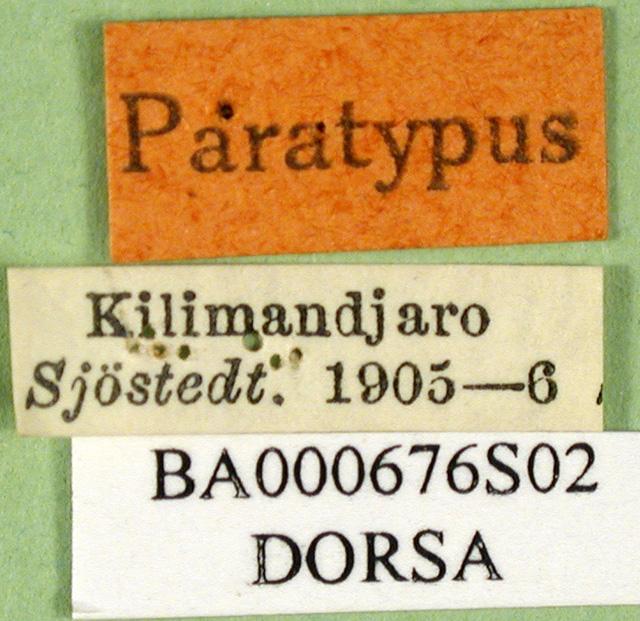 Paratypus
Kilimandjaro
Sjöstedt. 1905—6
BA000676S02
DORSA